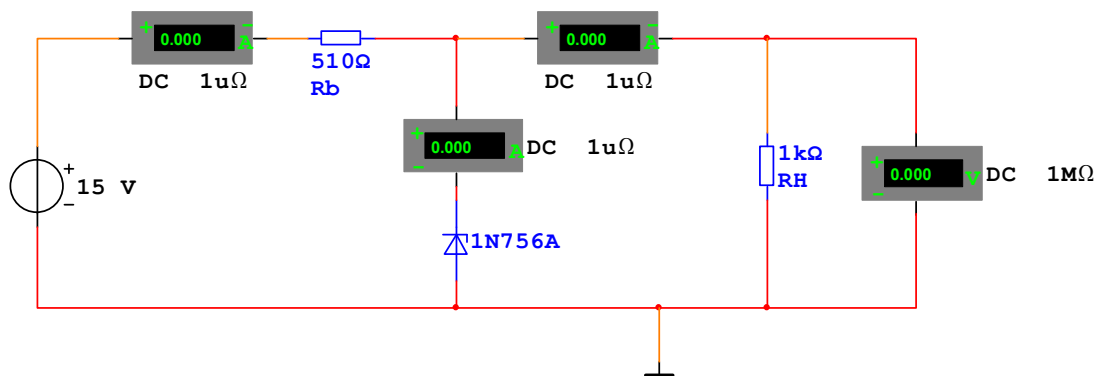 + 0.000 − A
DC 1uΩ
510Ω
Rb
+ 0.000 − A
DC 1uΩ
+ − 0.000 A
DC 1uΩ
+ −
15 V
1N756A
1kΩ
RH
+ − 0.000 V
DC 1MΩ